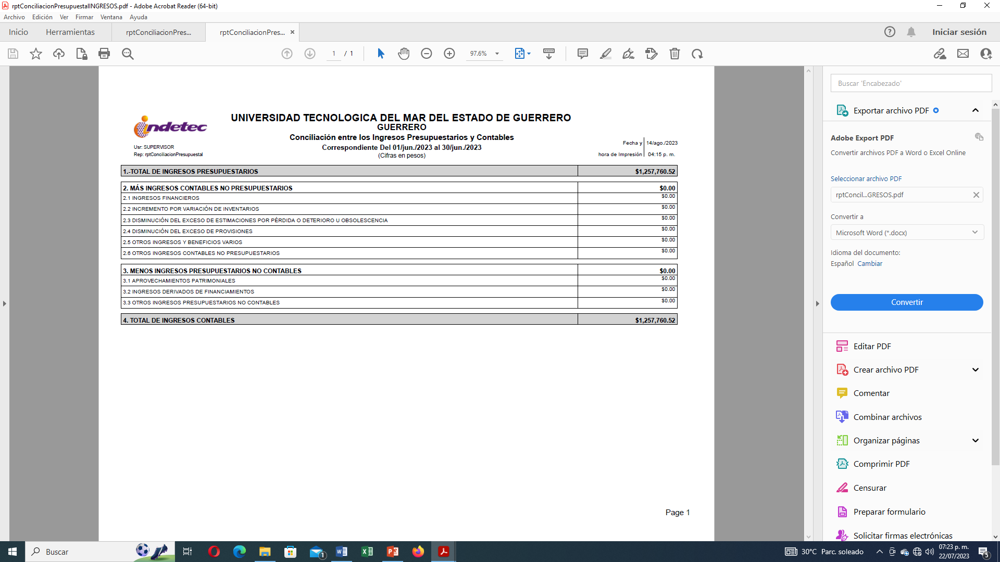 rptConciliacionPresupuestalINGRESOS.pdf - Adobe Acrobat Reader (64-bit)
Archivo Edición Ver Firmar Ventana Ayuda
Inicio Herramientas rptConciliacionPres... rptConciliacionPres... × Iniciar sesión
1 / 1 97.6%
Buscar 'Encabezado'
Exportar archivo PDF
Adobe Export PDF
Convertir archivos PDF a Word o Excel Online
Seleccionar archivo PDF
rptConcil...GRESOS.pdf
Convertir a
Microsoft Word (*.docx)
Idioma del documento:
Español Cambiar
Convertir
Editar PDF
Crear archivo PDF
Comentar
Combinar archivos
Organizar páginas
Comprimir PDF
Censurar
Preparar formulario
Solicitar firmas electrónicas
indetec
UNIVERSIDAD TECNOLOGICA DEL MAR DEL ESTADO DE GUERRERO
GUERRERO
Conciliación entre los Ingresos Presupuestarios y Contables
Correspondiente Del 01/jun./2023 al 30/jun./2023
(Cifras en pesos)
Usr: SUPERVISOR
Rep: rptConciliacionPresupuestal
Fecha y 14/ago./2023
hora de Impresión 04:15 p. m.
1.-TOTAL DE INGRESOS PRESUPUESTARIOS $1,257,760.52
2. MÁS INGRESOS CONTABLES NO PRESUPUESTARIOS $0.00
2.1 INGRESOS FINANCIEROS $0.00
2.2 INCREMENTO POR VARIACIÓN DE INVENTARIOS $0.00
2.3 DISMINUCIÓN DEL EXCESO DE ESTIMACIONES POR PÉRDIDA O DETERIORO U OBSOLESCENCIA $0.00
2.4 DISMINUCIÓN DEL EXCESO DE PROVISIONES $0.00
2.5 OTROS INGRESOS Y BENEFICIOS VARIOS $0.00
2.6 OTROS INGRESOS CONTABLES NO PRESUPUESTARIOS $0.00
3. MENOS INGRESOS PRESUPUESTARIOS NO CONTABLES $0.00
3.1 APROVECHAMIENTOS PATRIMONIALES $0.00
3.2 INGRESOS DERIVADOS DE FINANCIAMIENTOS $0.00
3.3 OTROS INGRESOS PRESUPUESTARIOS NO CONTABLES $0.00
4. TOTAL DE INGRESOS CONTABLES $1,257,760.52
Page 1
Buscar
1
30°C Parc. soleado
07:23 p. m.
22/07/2023
5